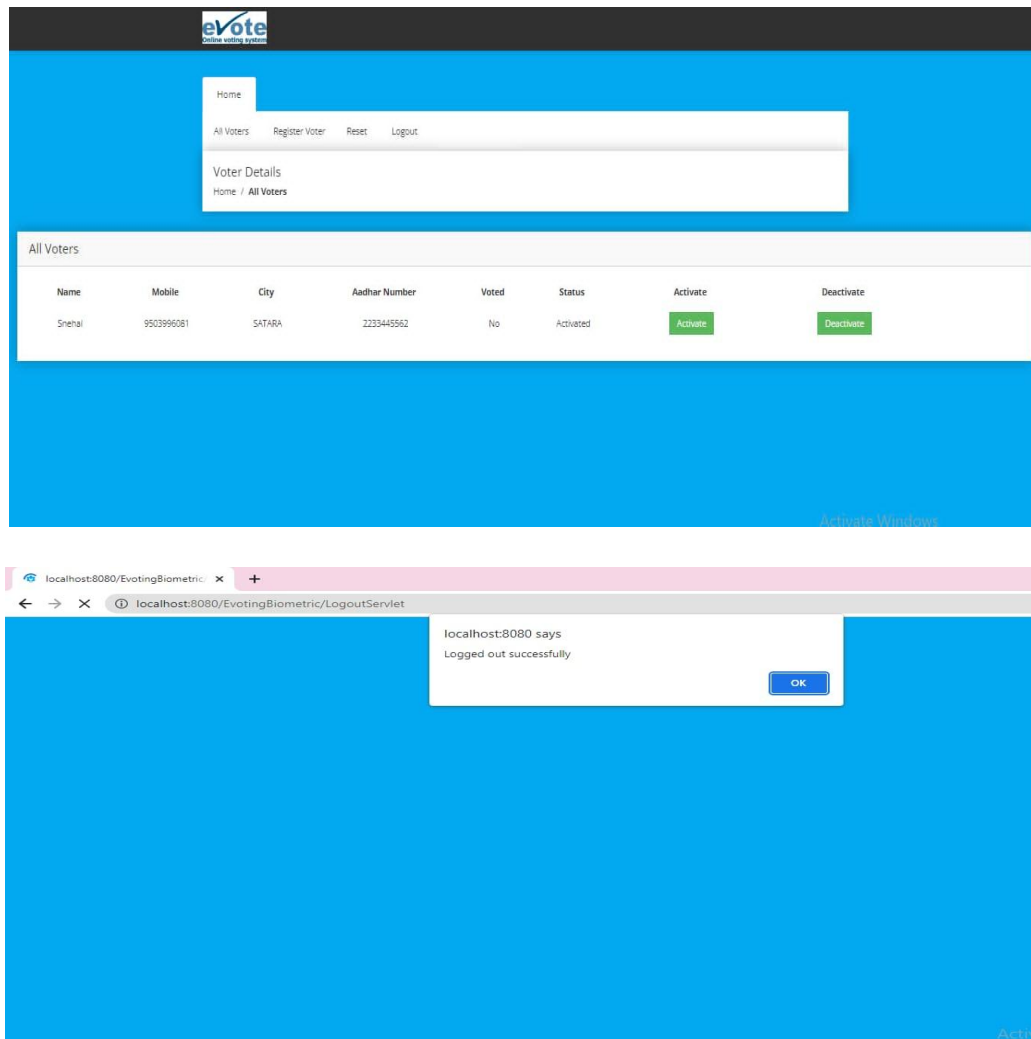 evote
Online voting system
Home
All Voters Register Voter Reset Logout
Voter Details
Home / All Voters
All Voters
Name Mobile City Aadhar Number Voted Status Activate Deactivate
Snehal 9503996081 SATARA 2233445562 No Activated Activate Deactivate
Activate Windows
localhost:8080/EvotingBiometric
localhost:8080/EvotingBiometric/LogoutServlet
localhost:8080 says
Logged out successfully
OK
Activ